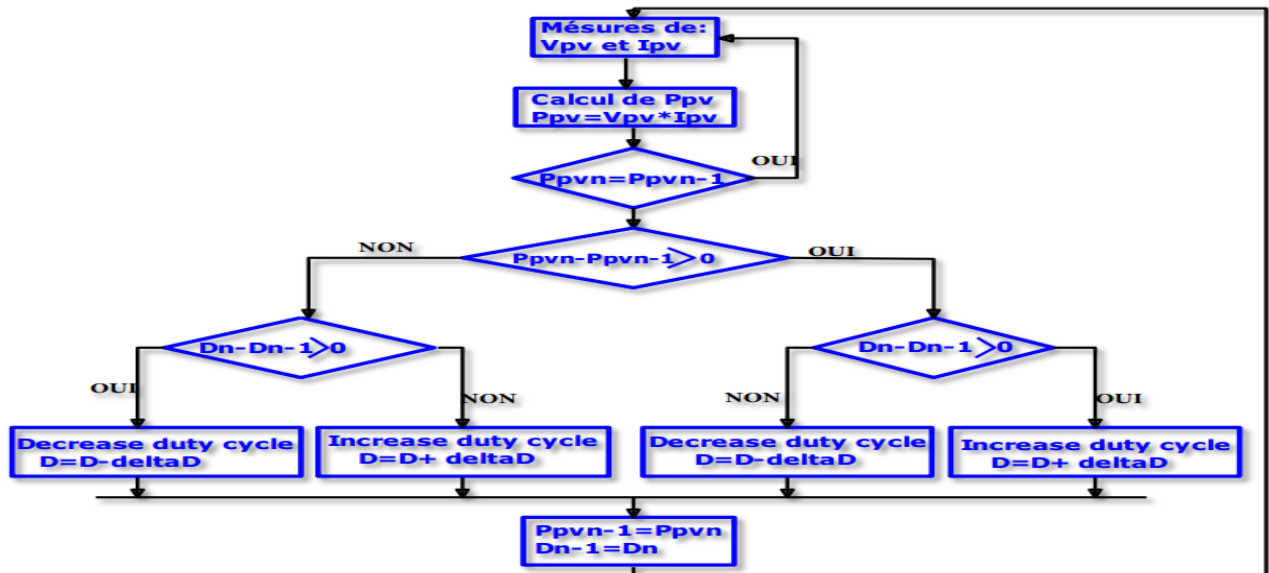 Mésures de:
Vpv et Ipv
Calcul de Ppv
Ppv=Vpv*Ipv
OUI
Ppvn=Ppvn-1
NON
Ppvn-Ppvn-1>0
OUI
Dn-Dn-1>0
Dn-Dn-1>0
OUI
NON
NON
OUI
Decrease duty cycle
D=D-deltaD
Increase duty cycle
D=D+ deltaD
Decrease duty cycle
D=D-deltaD
Increase duty cycle
D=D+ deltaD
Ppvn-1=Ppvn
Dn-1=Dn